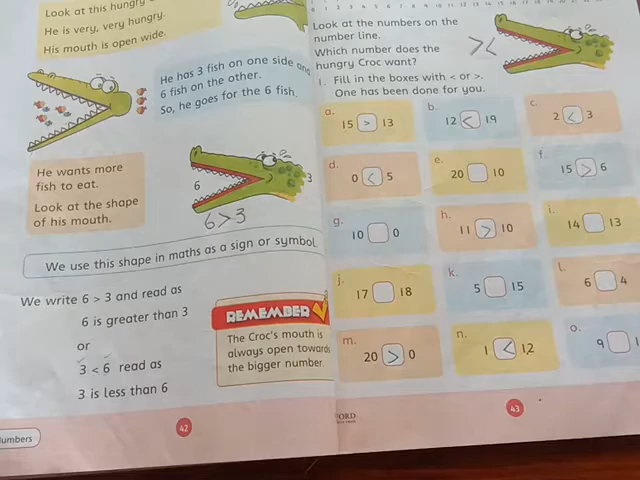 Look at this hungry
He is very, very hungry.
His mouth is open wide.
He has 3 fish on one side and
6 fish on the other.
So, he goes for the 6 fish.
He wants more
fish to eat.
Look at the shape
of his mouth.
6
3
6 > 3
We use this shape in maths as a sign or symbol.
We write 6 > 3 and read as
6 is greater than 3
or
3 < 6 read as
3 is less than 6
REMEMBER
The Croc's mouth is
always open towards
the bigger number.
umbers
42
Look at the numbers on the
number line.
Which number does the
hungry Croc want?
> <
1. Fill in the boxes with < or >.
One has been done for you.
a. 15 > 13
b. 12 < 19
c. 2 < 3
d. 0 < 5
e. 20 10
f. 15 > 6
g. 10 0
h. 11 > 10
i. 14 13
j. 17 18
k. 5 15
l. 6 4
m. 20 > 0
n. 1 < 12
o. 9 1
FORD
43